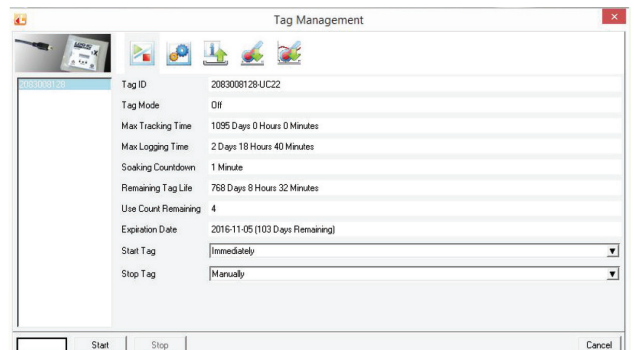 Tag Management
2083008128
Tag ID 2083008128-UC22
Tag Mode Off
Max Tracking Time 1095 Days 0 Hours 0 Minutes
Max Logging Time 2 Days 18 Hours 40 Minutes
Soaking Countdown 1 Minute
Remaining Tag Life 768 Days 8 Hours 32 Minutes
Use Count Remaining 4
Expiration Date 2016-11-05 (103 Days Remaining)
Start Tag Immediately
Stop Tag Manually
Start Stop Cancel